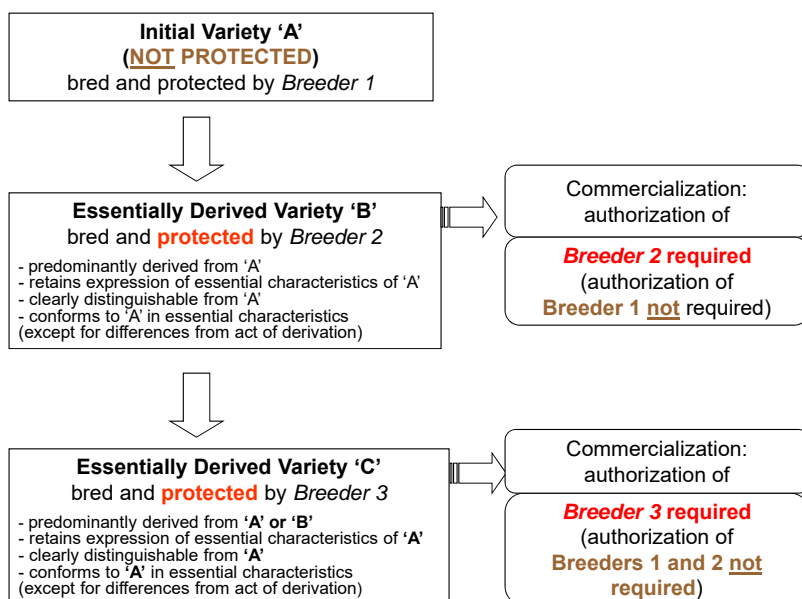 Initial Variety ‘A’
(NOT PROTECTED)
bred and protected by Breeder 1
Essentially Derived Variety ‘B’
bred and protected by Breeder 2
- predominantly derived from ‘A’
- retains expression of essential characteristics of ‘A’
- clearly distinguishable from ‘A’
- conforms to ‘A’ in essential characteristics
(except for differences from act of derivation)
Commercialization:
authorization of
Breeder 2 required
(authorization of
Breeder 1 not required)
Essentially Derived Variety ‘C’
bred and protected by Breeder 3
- predominantly derived from ‘A’ or ‘B’
- retains expression of essential characteristics of ‘A’
- clearly distinguishable from ‘A’
- conforms to ‘A’ in essential characteristics
(except for differences from act of derivation)
Commercialization:
authorization of
Breeder 3 required
(authorization of
Breeders 1 and 2 not
required)